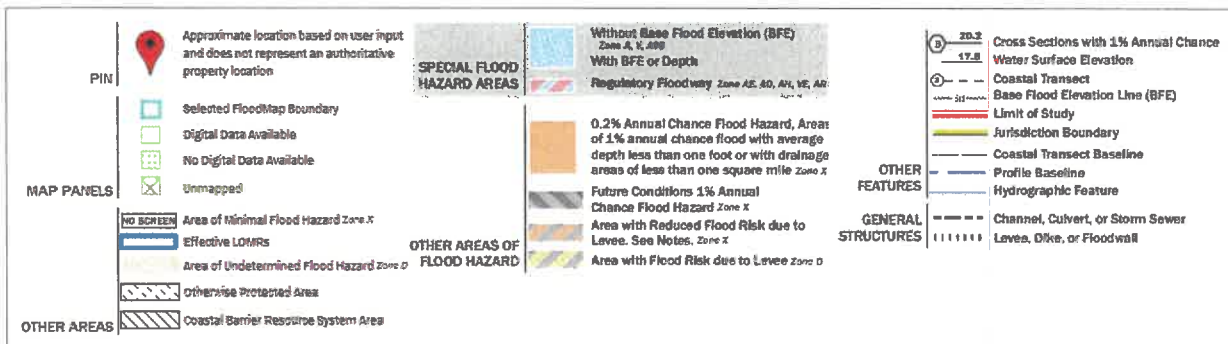 PIN
Approximate location based on user input
and does not represent an authoritative
property location
MAP PANELS
Selected FloodMap Boundary
Digital Data Available
No Digital Data Available
Unmapped
OTHER AREAS
NO SCREEN Area of Minimal Flood Hazard Zone X
Effective LOMRs
Area of Undetermined Flood Hazard Zone D
Otherwise Protected Area
Coastal Barrier Resource System Area
SPECIAL FLOOD
HAZARD AREAS
Without Base Flood Elevation (BFE)
Zone A, V, A99
With BFE or Depth
Regulatory Floodway Zone AE, AO, AH, VE, AR
OTHER AREAS OF
FLOOD HAZARD
0.2% Annual Chance Flood Hazard, Areas
of 1% annual chance flood with average
depth less than one foot or with drainage
areas of less than one square mile Zone X
Future Conditions 1% Annual
Chance Flood Hazard Zone X
Area with Reduced Flood Risk due to
Levee. See Notes. Zone X
Area with Flood Risk due to Levee Zone D
OTHER
FEATURES
B 20.2 Cross Sections with 1% Annual Chance
17.5 Water Surface Elevation
Coastal Transect
Base Flood Elevation Line (BFE)
Limit of Study
Jurisdiction Boundary
Coastal Transect Baseline
Profile Baseline
Hydrographic Feature
GENERAL
STRUCTURES
Channel, Culvert, or Storm Sewer
Levee, Dike, or Floodwall